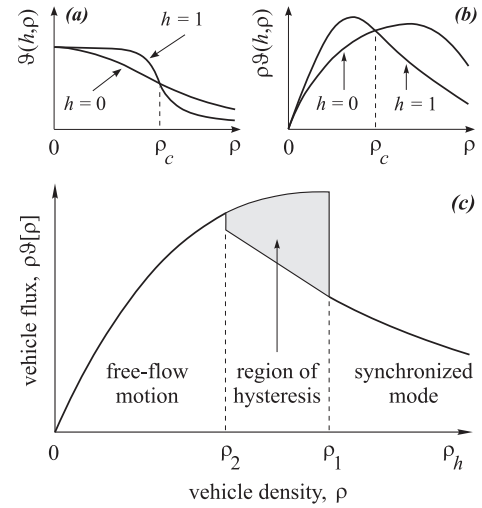 (a)
ϑ(h,ρ)
h = 1
h = 0
0
ρc
ρ
(b)
ρϑ(h,ρ)
h = 0
h = 1
0
ρc
ρ
(c)
vehicle flux, ρϑ[ρ]
free-flow
motion
region of
hysteresis
synchronized
mode
0
ρ2
ρ1
ρh
vehicle density, ρ